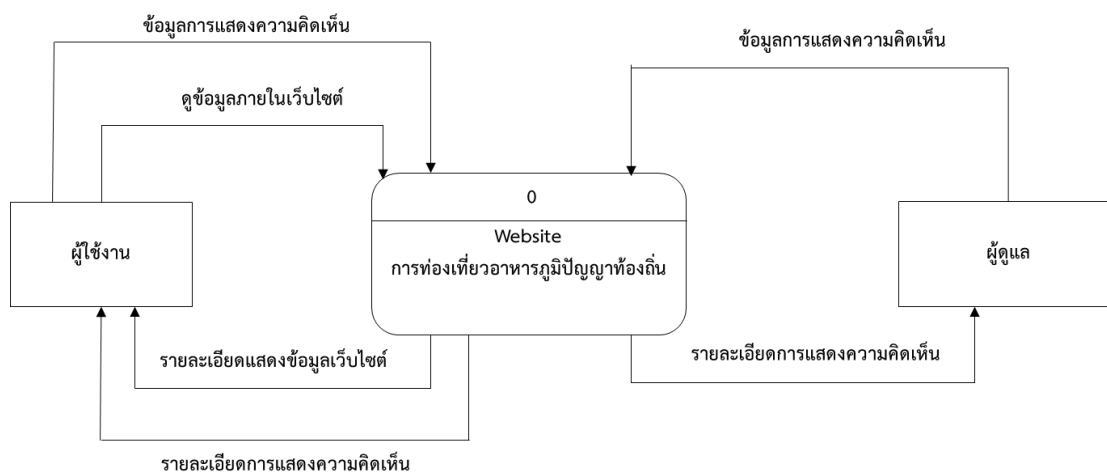 ข้อมูลการแสดงความคิดเห็น
ข้อมูลการแสดงความคิดเห็น
ดูข้อมูลภายในเว็บไซต์
0
Website
การท่องเที่ยวอาหารภูมิปัญญาท้องถิ่น
ผู้ใช้งาน
ผู้ดูแล
รายละเอียดแสดงข้อมูลเว็บไซต์
รายละเอียดการแสดงความคิดเห็น
รายละเอียดการแสดงความคิดเห็น